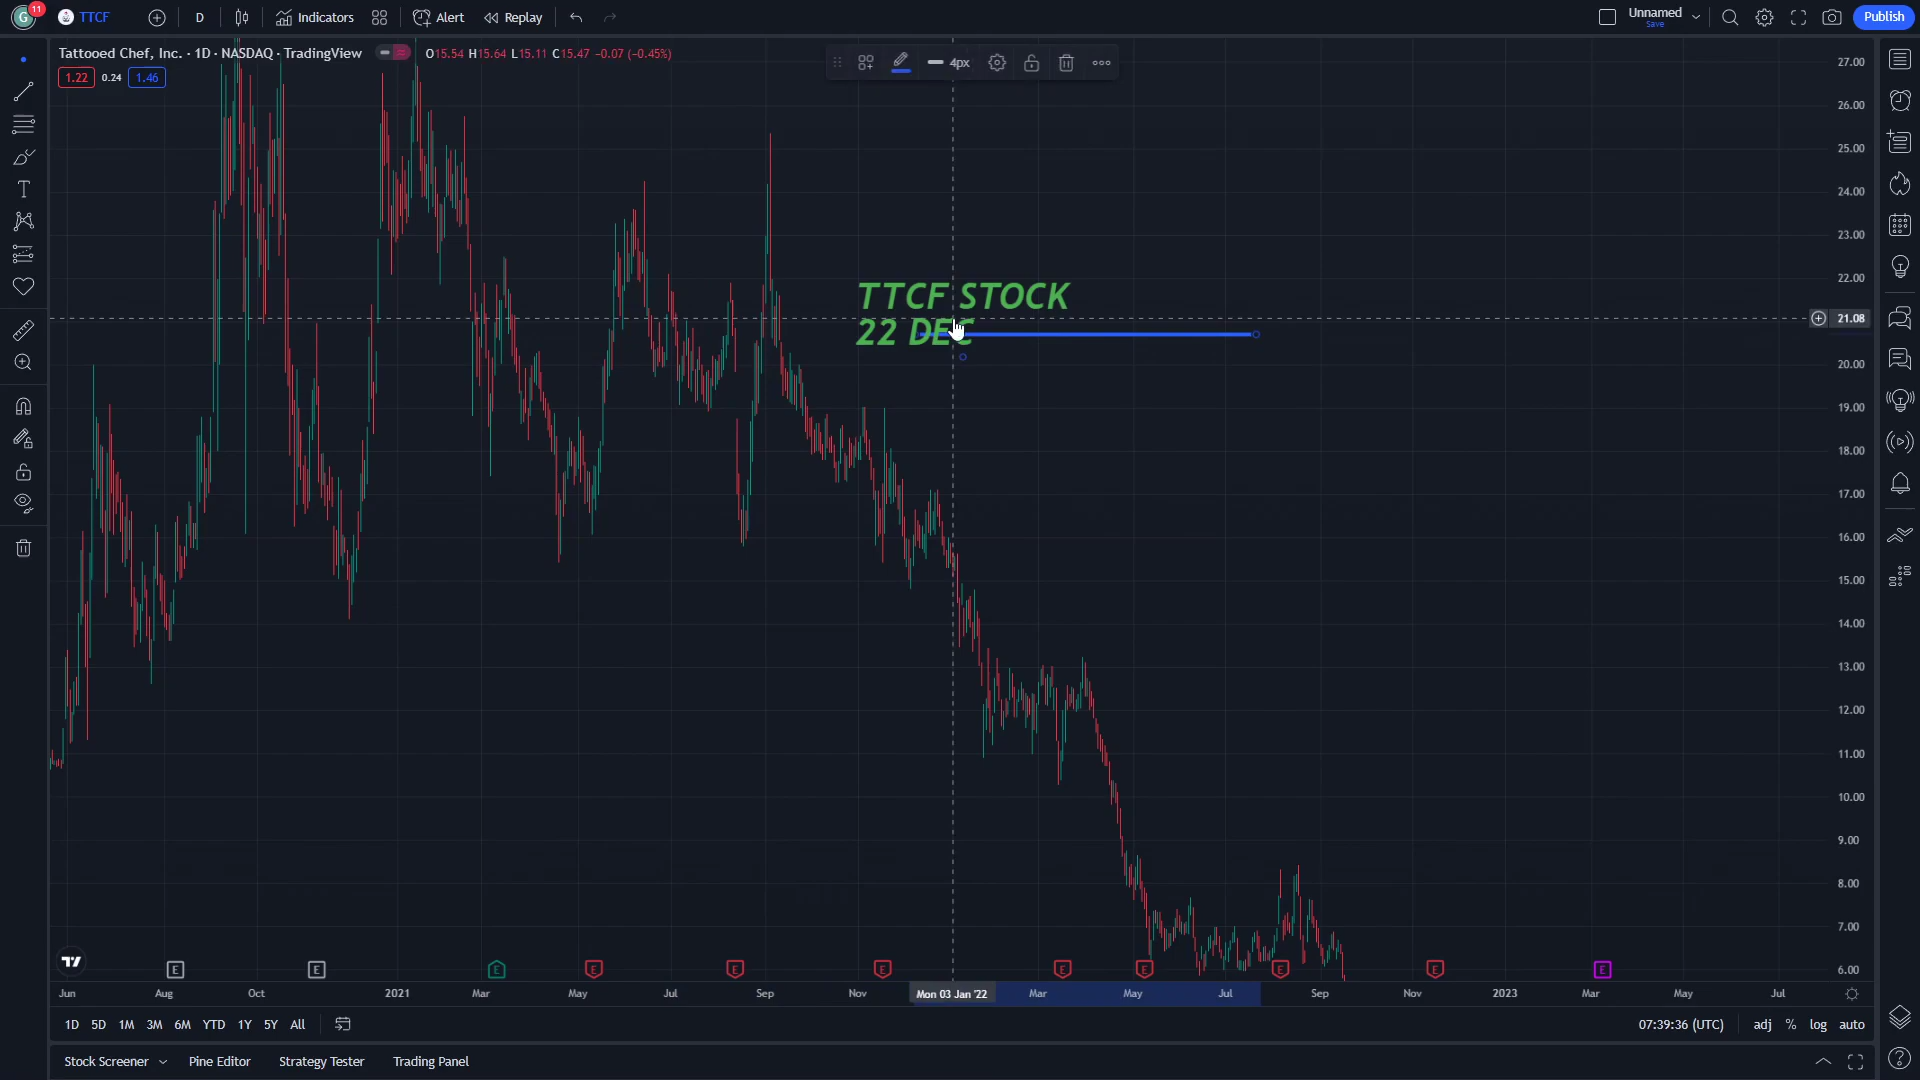 G 11 TTCF D Indicators Alert Replay Unnamed Save Publish
Tattooed Chef, Inc. · 1D · NASDAQ · TradingView O15.54 H15.64 L15.11 C15.47 −0.07 (−0.45%)
1.22 0.24 1.46
4px
TTCF STOCK
22 DEC
27.00
26.00
25.00
24.00
23.00
22.00
21.08
20.00
19.00
18.00
17.00
16.00
15.00
14.00
13.00
12.00
11.00
10.00
9.00
8.00
7.00
6.00
E E E E E E E E E E E
Jun Aug Oct 2021 Mar May Jul Sep Nov Mon 03 Jan '22 Mar May Jul Sep Nov 2023 Mar May Jul
1D 5D 1M 3M 6M YTD 1Y 5Y All 07:39:36 (UTC) adj % log auto
Stock Screener Pine Editor Strategy Tester Trading Panel